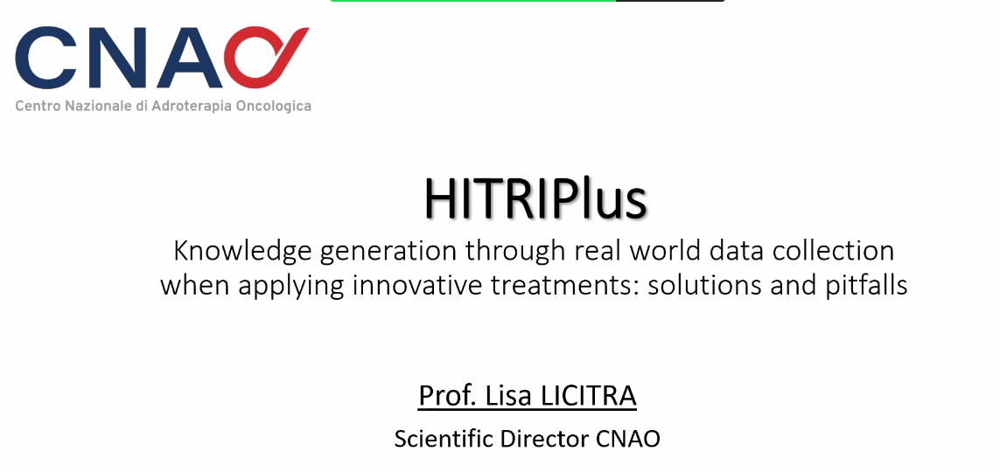 CNAO
Centro Nazionale di Adroterapia Oncologica
HITRIPlus
Knowledge generation through real world data collection
when applying innovative treatments: solutions and pitfalls
Prof. Lisa LICITRA
Scientific Director CNAO